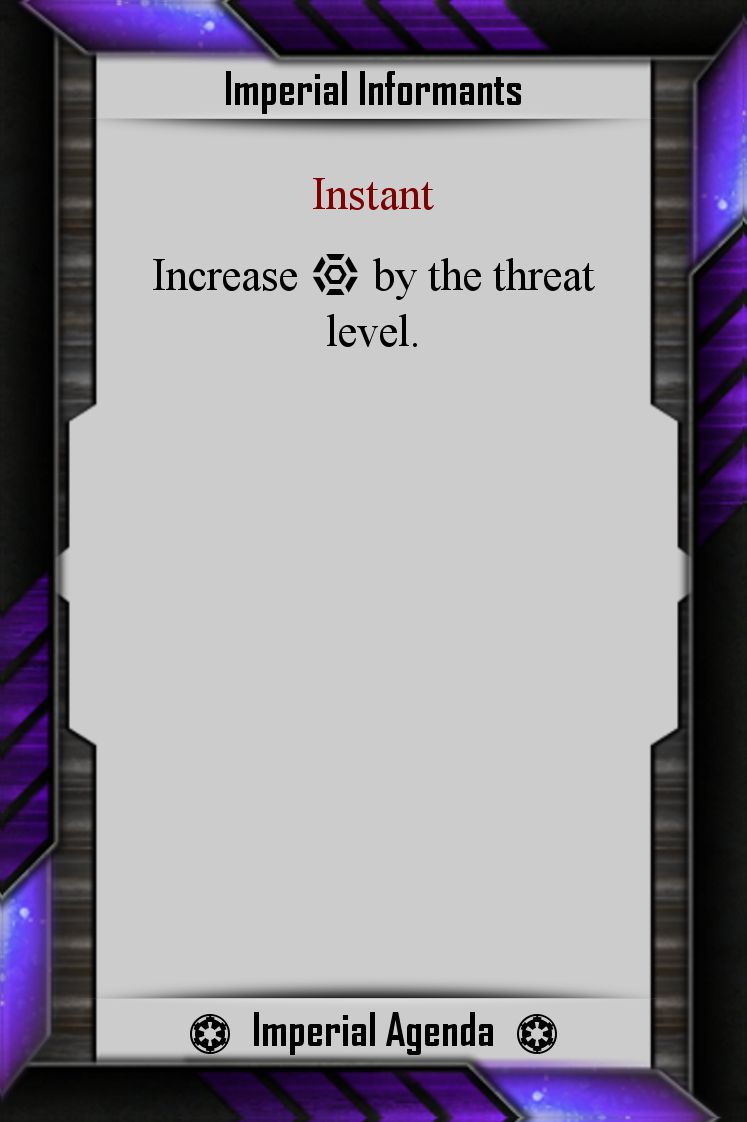 Imperial Informants
Instant
Increase by the threat
level.
Imperial Agenda